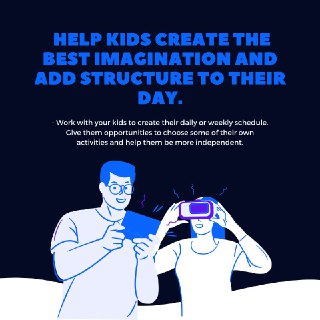 HELP KIDS CREATE THE
BEST IMAGINATION AND
ADD STRUCTURE TO THEIR
DAY.
- Work with your kids to create their daily or weekly schedule.
Give them opportunities to choose some of their own
activities and help them be more independent.